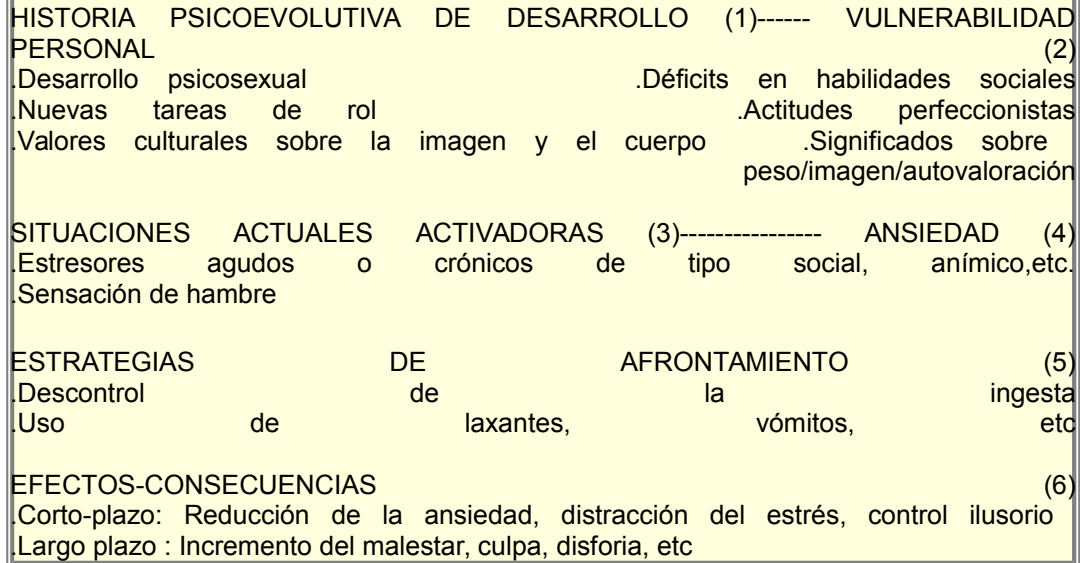 HISTORIA PSICOEVOLUTIVA DE DESARROLLO (1)------ VULNERABILIDAD
PERSONAL (2)
.Desarrollo psicosexual .Déficits en habilidades sociales
.Nuevas tareas de rol .Actitudes perfeccionistas
.Valores culturales sobre la imagen y el cuerpo .Significados sobre
peso/imagen/autovaloración
SITUACIONES ACTUALES ACTIVADORAS (3)---------------- ANSIEDAD (4)
.Estresores agudos o crónicos de tipo social, anímico,etc.
.Sensación de hambre
ESTRATEGIAS DE AFRONTAMIENTO (5)
.Descontrol de la ingesta
.Uso de laxantes, vómitos, etc
EFECTOS-CONSECUENCIAS (6)
.Corto-plazo: Reducción de la ansiedad, distracción del estrés, control ilusorio
.Largo plazo : Incremento del malestar, culpa, disforia, etc